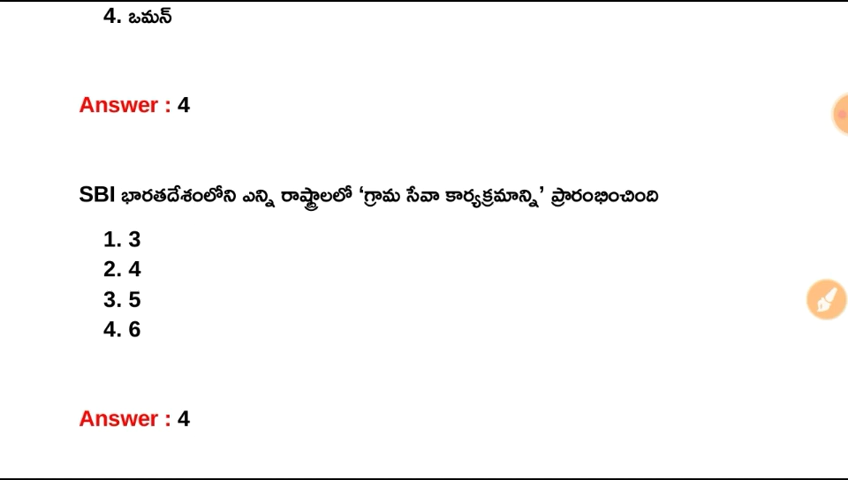 4. ఒమన్
Answer : 4
SBI భారతదేశంలోని ఎన్ని రాష్ట్రాలలో ‘గ్రామ సేవా కార్యక్రమాన్ని’ ప్రారంభించింది
1. 3
2. 4
3. 5
4. 6
Answer : 4